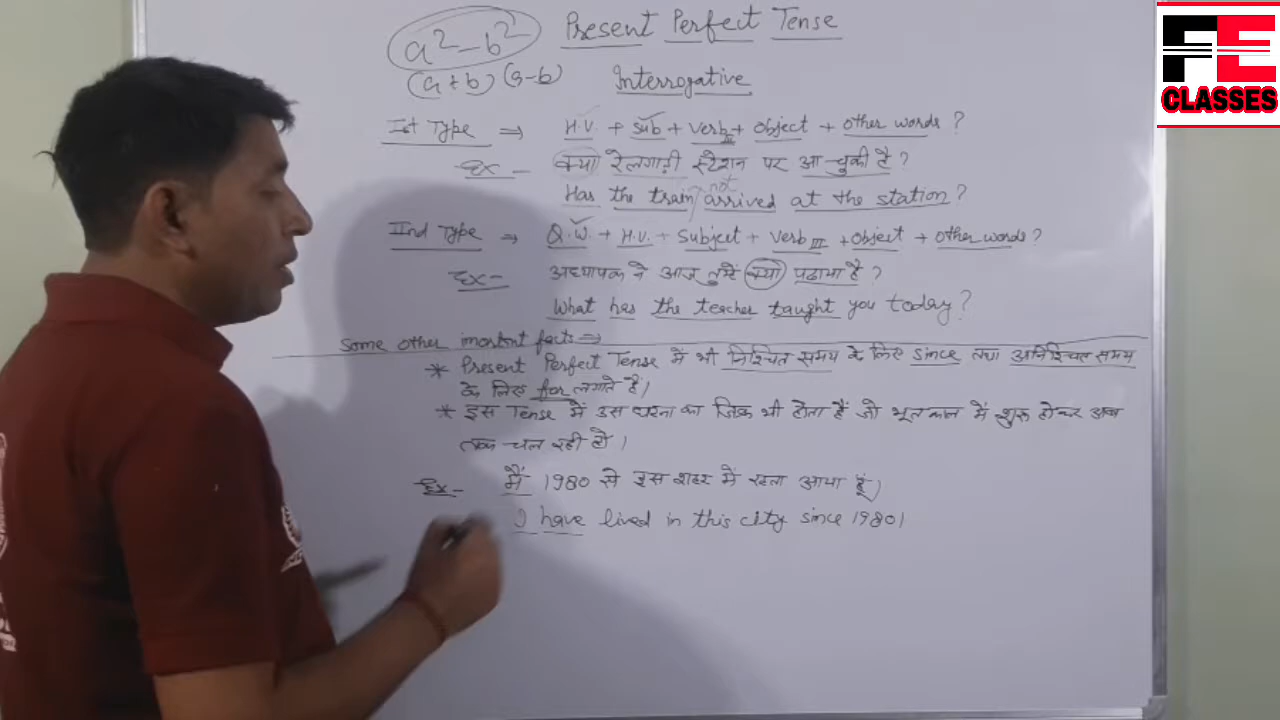 a²-b² Present Perfect Tense
(a+b) (a-b) Interrogative
Ist Type ⇒ H.V. + Sub + verb III + object + other words ?
Ex - क्या रेलगाड़ी स्टेशन पर आ चुकी है ?
Has the train not arrived at the station ?
IInd Type ⇒ Q.W. + H.V. + Subject + verb III + object + other words ?
Ex- अध्यापक ने आज तुम्हें क्या पढाया है ?
What has the teacher taught you today ?
Some other imortant facts ⇒
* Present Perfect Tense में भी निश्चित समय के लिए since तथा अनिश्चित समय
के लिए for लगाते हैं।
* इस Tense में उस घटना का जिक्र भी होता है जो भूतकाल में शुरू होकर अब
तक चल रही हो।
Ex- मैं 1980 से इस शहर में रहता आया हूं।
I have lived in this city since 1980।
FE
CLASSES